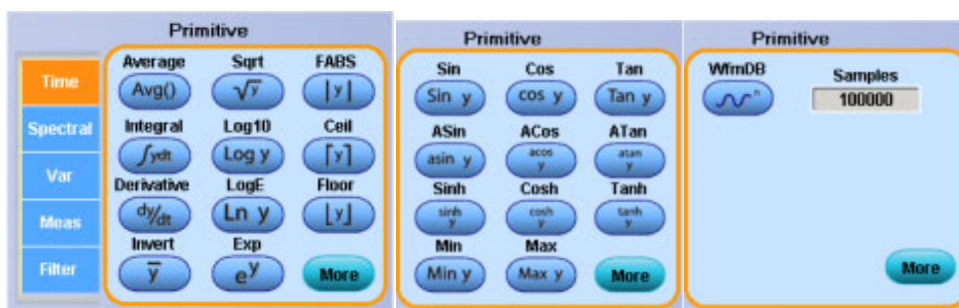 Primitive
Time
Spectral
Var
Meas
Filter
Average Sqrt FABS
Avg() √y |y|
Integral Log10 Ceil
∫ydt Log y ⌈y⌉
Derivative LogE Floor
dy/dt Ln y ⌊y⌋
Invert Exp
y̅ e^y More
Primitive
Sin Cos Tan
Sin y cos y Tan y
ASin ACos ATan
asin y acos y atan y
Sinh Cosh Tanh
sinh y cosh y tanh y
Min Max
Min y Max y More
Primitive
WfmDB Samples
n 100000
More